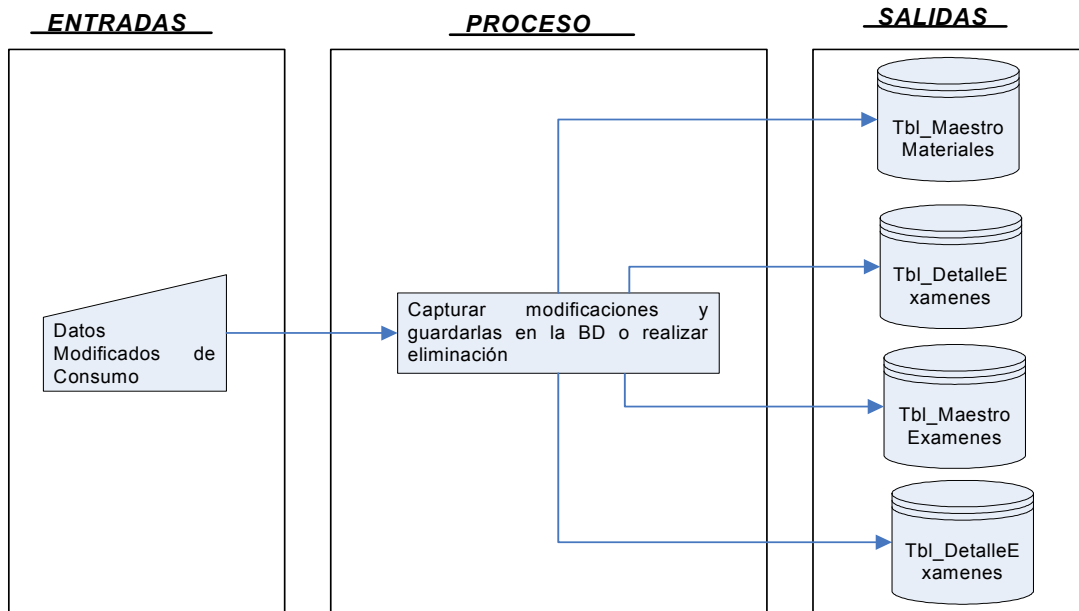 ENTRADAS
PROCESO
SALIDAS
Datos
Modificados de
Consumo
Capturar modificaciones y
guardarlas en la BD o realizar
eliminación
Tbl_Maestro
Materiales
Tbl_DetalleE
xamenes
Tbl_Maestro
Examenes
Tbl_DetalleE
xamenes